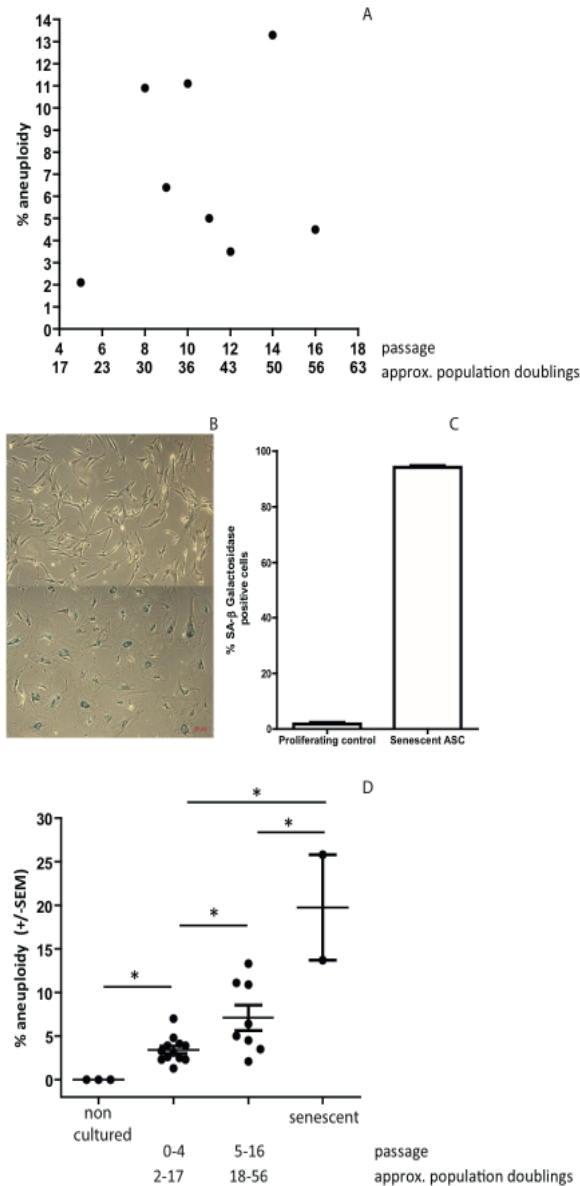 A
% aneuploidy
14
13
12
11
10
9
8
7
6
5
4
3
2
1
0
4 6 8 10 12 14 16 18 passage
17 23 30 36 43 50 56 63 approx. population doublings
B
C
% SA-β Galactosidase
positive cells
100
80
60
40
20
0
Proliferating control Senescent ASC
D
% aneuploidy (+/-SEM)
30
25
20
15
10
5
0
*
*
*
*
non
cultured
senescent
0-4 5-16 passage
2-17 18-56 approx. population doublings